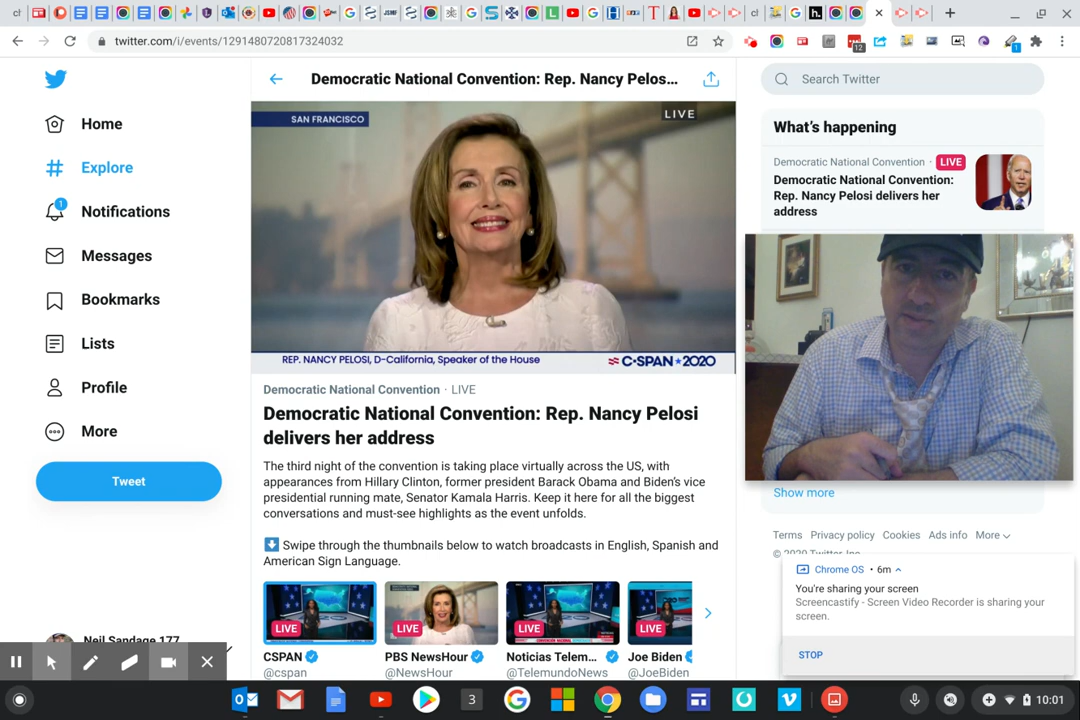 twitter.com/i/events/1291480720817324032
12
1
Home
Explore
1
Notifications
Messages
Bookmarks
Lists
Profile
More
Tweet
Neil Sandage 177
Democratic National Convention: Rep. Nancy Pelos...
SAN FRANCISCO
LIVE
REP. NANCY PELOSI, D-California, Speaker of the House
C-SPAN★2020
Democratic National Convention · LIVE
Democratic National Convention: Rep. Nancy Pelosi
delivers her address
The third night of the convention is taking place virtually across the US, with
appearances from Hillary Clinton, former president Barack Obama and Biden's vice
presidential running mate, Senator Kamala Harris. Keep it here for all the biggest
conversations and must-see highlights as the event unfolds.
⬇️ Swipe through the thumbnails below to watch broadcasts in English, Spanish and
American Sign Language.
LIVE
LIVE
LIVE
LIVE
CSPAN
PBS NewsHour
Noticias Telem...
Joe Biden
@cspan
@NewsHour
@TelemundoNews
@JoeBiden
Search Twitter
What's happening
Democratic National Convention · LIVE
Democratic National Convention:
Rep. Nancy Pelosi delivers her
address
Show more
Terms Privacy policy Cookies Ads info More
© 2020 Twitter, Inc.
Chrome OS • 6m
You're sharing your screen
Screencastify - Screen Video Recorder is sharing your
screen.
STOP
3
10:01